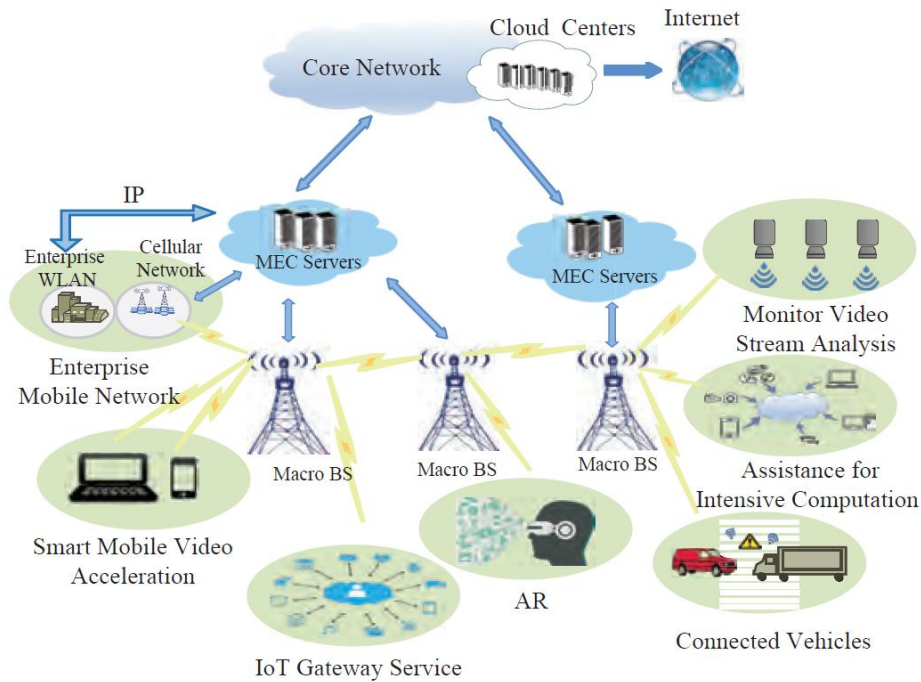 Internet
Cloud Centers
Core Network
IP
Enterprise
WLAN
Cellular
Network
MEC Servers
MEC Servers
Monitor Video
Stream Analysis
Enterprise
Mobile Network
Macro BS
Macro BS
Macro BS
Assistance for
Intensive Computation
Smart Mobile Video
Acceleration
AR
Connected Vehicles
IoT Gateway Service